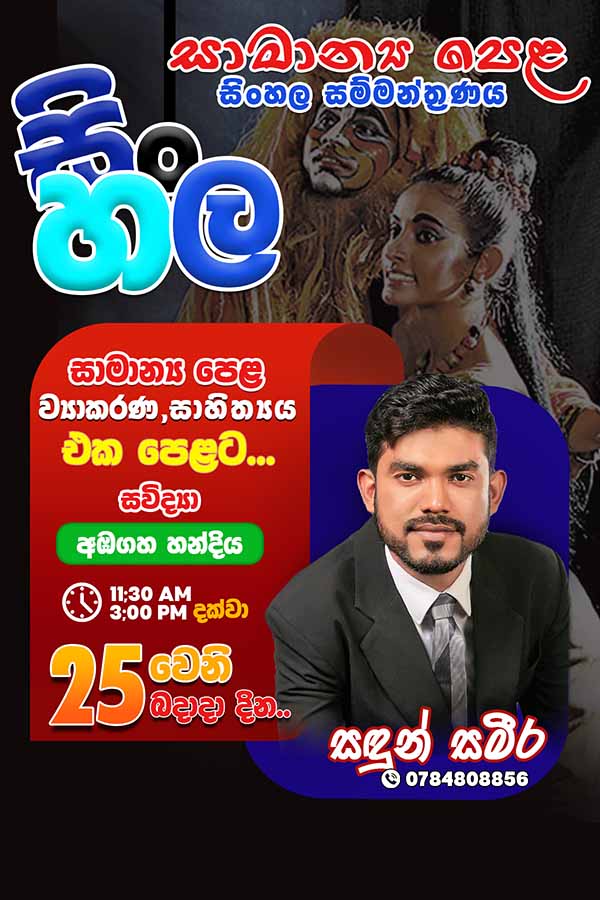 සාමාන්‍ය පෙළ
සිංහල සම්මන්ත්‍රණය
සිං
හල
සාමාන්‍ය පෙළ
ව්‍යාකරණ,සාහිත්‍යය
එක පෙළට...
සවිද්‍යා
අඹගහ හන්දිය
11:30 AM
3;00 PM දක්වා
25 වෙනි
බදාදා දින..
සඳුන් සමීර
0784808856